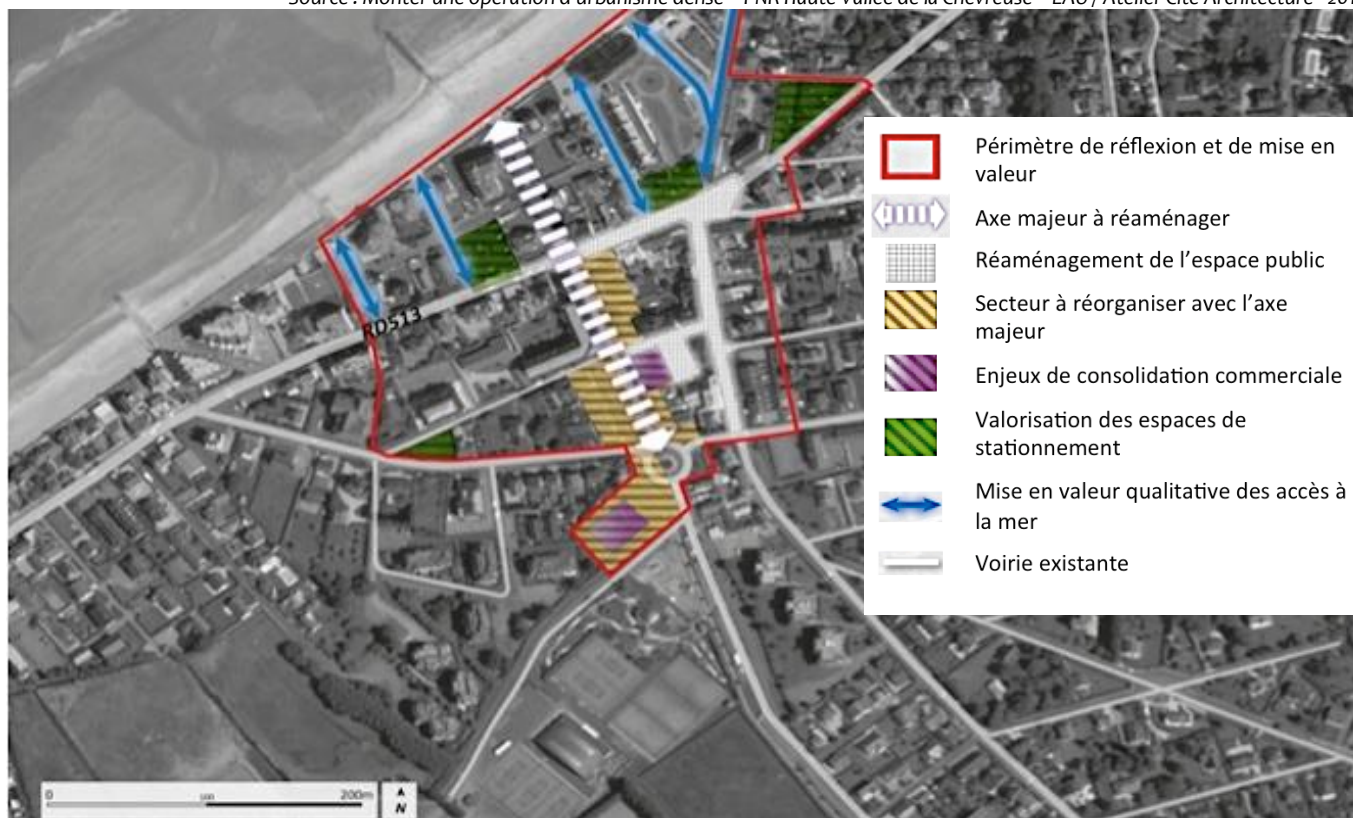 Source : Monter une opération d'urbanisme dense – PNR Haute Vallée de la Chevreuse – EAU / Atelier Cité Architecture - 201
Périmètre de réflexion et de mise en
valeur
Axe majeur à réaménager
Réaménagement de l'espace public
Secteur à réorganiser avec l'axe
majeur
Enjeux de consolidation commerciale
Valorisation des espaces de
stationnement
Mise en valeur qualitative des accès à
la mer
Voirie existante
RD513
0 100 200m
N